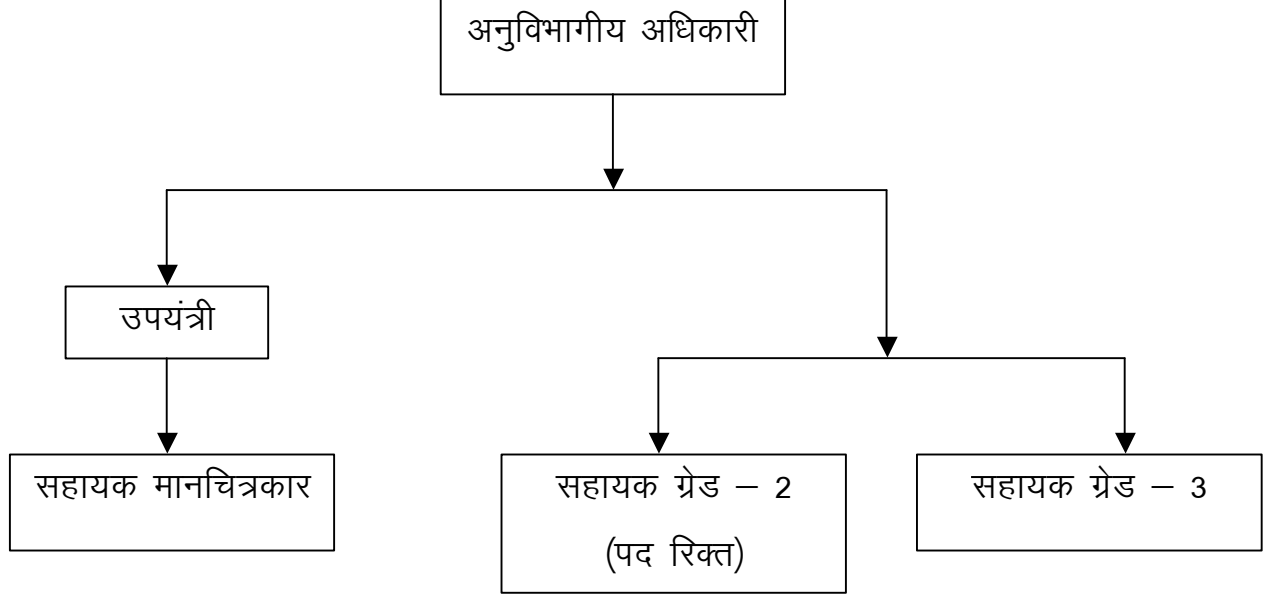 अनुविभागीय अधिकारी
उपयंत्री
सहायक मानचित्रकार
सहायक ग्रेड – 2
(पद रिक्त)
सहायक ग्रेड – 3